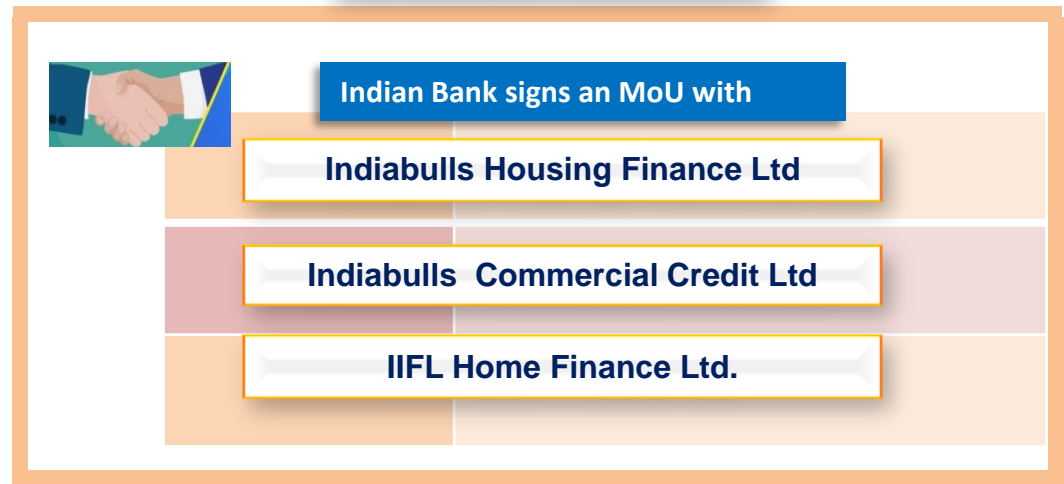 Indian Bank signs an MoU with
Indiabulls Housing Finance Ltd
Indiabulls Commercial Credit Ltd
IIFL Home Finance Ltd.